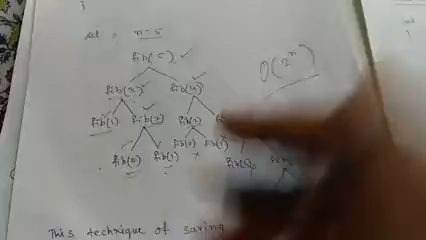 }
let n=5
fib(5)
O(2^n)
fib(3) fib(4)
fib(1) fib(2) fib(2)
fib(0) fib(1) fib(0) fib(1)
This technique of saving